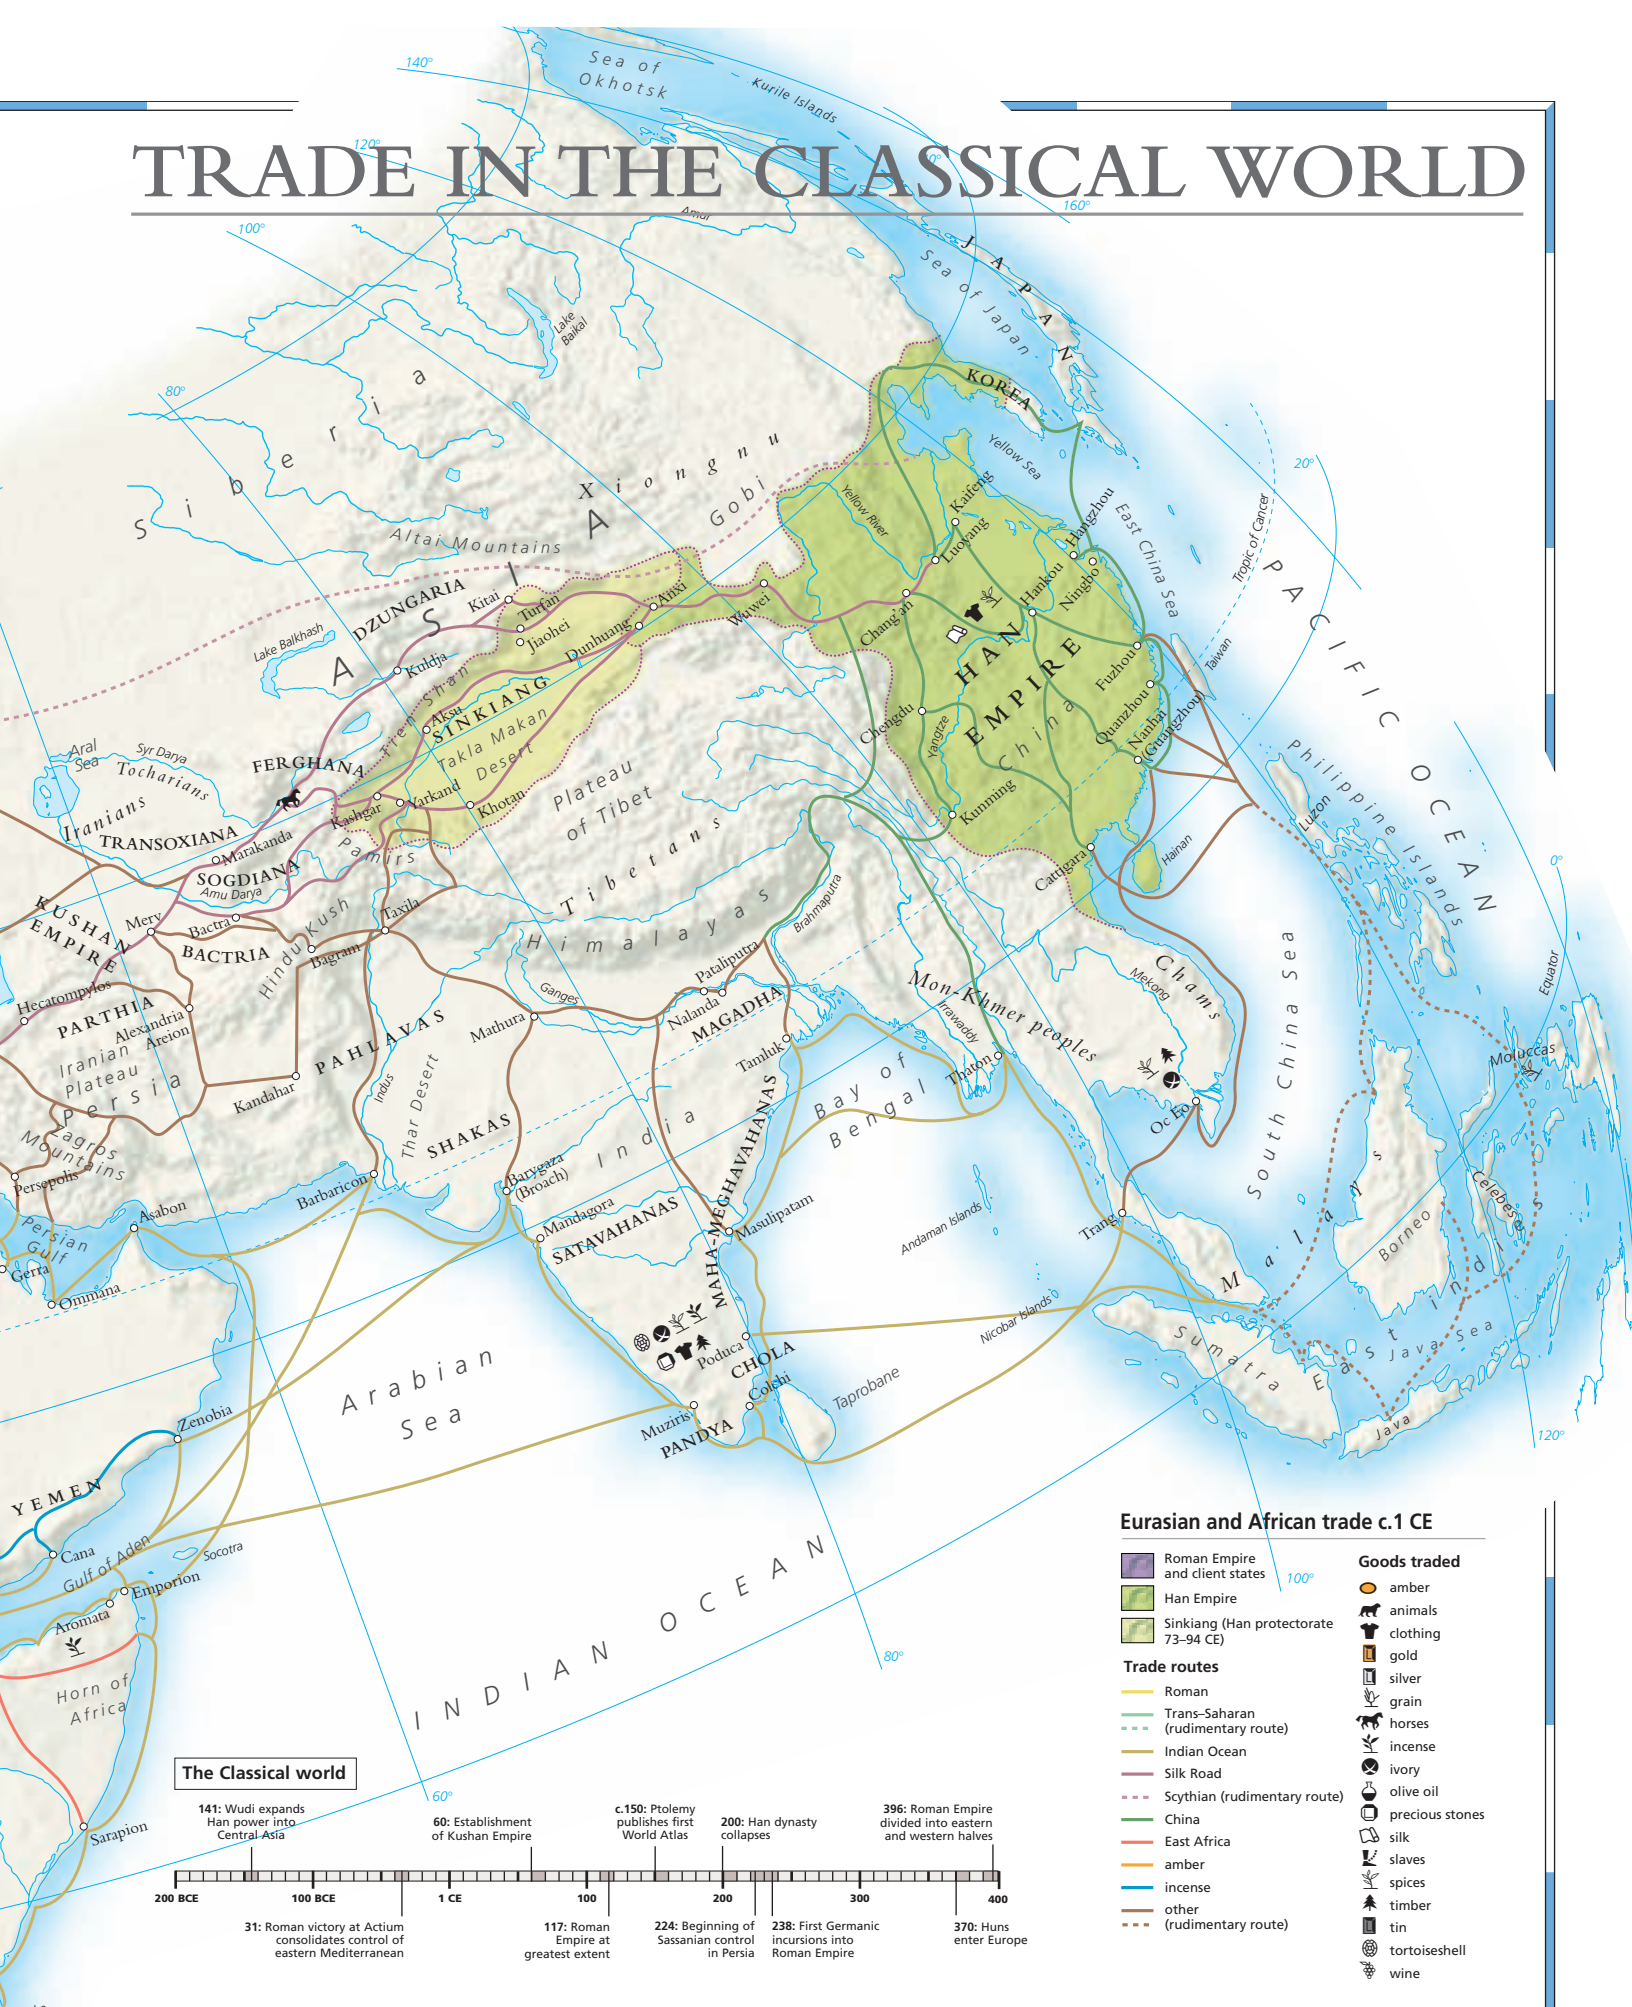 140°
Sea of
Okhotsk
Kurile Islands
120°
TRADE IN THE CLASSICAL WORLD
160°
Amur
100°
JAPAN
Sea of Japan
Lake
Baikal
Siberia
80°
KOREA
Xiongnu
Gobi
Yellow Sea
20°
Yellow River
Kaifeng
Luoyang
Hangzhou
East China Sea
Tropic of Cancer
Altai Mountains
ASIA
PACIFIC OCEAN
DZUNGARIA
Kitai
Turfan
Jiaohei
Anxi
Dunhuang
Wuwei
Chang'an
Hankou
Ningbo
Lake Balkhash
Kuldja
Tien Shan
HAN
EMPIRE
China
Fuzhou
Taiwan
Aksu
SINKIANG
Takla Makan
Desert
Chengdu
Yangtze
Quanzhou
Nanhai
(Guangzhou)
Aral
Sea
Syr Darya
Tocharians
FERGHANA
Iranians
Kashgar
Yarkand
Khotan
Plateau
of Tibet
Tibetans
Kunming
Philippine Islands
Luzon
TRANSOXIANA
Marakanda
Pamirs
SOGDIANA
Amu Darya
Cattigara
Hainan
0°
KUSHAN
EMPIRE
Merv
Bactra
BACTRIA
Hindu Kush
Taxila
Bagram
Himalayas
Brahmaputra
Hecatompylos
PARTHIA
Alexandria
Areion
Pataliputra
Ganges
Nalanda
MAGADHA
Mathura
Mon-Khmer peoples
Irrawaddy
Mekong
Chams
South China Sea
Equator
Iranian
Plateau
Persia
Kandahar
PAHLAVAS
Indus
Thar Desert
Tamluk
Thaton
Bay of
Bengal
Moluccas
Zagros
Mountains
Persepolis
SHAKAS
India
Oc Eo
Barbaricon
Barygaza
(Broach)
MAHA-MEGHAVAHANAS
Asabon
Persian
Gulf
Gerra
Ommana
Mandagora
SATAVAHANAS
Masulipatam
Andaman Islands
Trang
Malays
Borneo
Celebes
East Indies
Nicobar Islands
Java Sea
Sumatra
Java
Poduca
CHOLA
Colchi
Taprobane
Muziris
PANDYA
Arabian
Sea
Zenobia
120°
YEMEN
Cana
Gulf of Aden
Socotra
Emporion
Aromata
Horn of
Africa
INDIAN OCEAN
100°
80°
60°
Sarapion
Eurasian and African trade c.1 CE
Roman Empire
and client states
Han Empire
Sinkiang (Han protectorate
73–94 CE)
Trade routes
Roman
Trans–Saharan
(rudimentary route)
Indian Ocean
Silk Road
Scythian (rudimentary route)
China
East Africa
amber
incense
other
(rudimentary route)
Goods traded
amber
animals
clothing
gold
silver
grain
horses
incense
ivory
olive oil
precious stones
silk
slaves
spices
timber
tin
tortoiseshell
wine
The Classical world
141: Wudi expands
Han power into
Central Asia
60: Establishment
of Kushan Empire
c.150: Ptolemy
publishes first
World Atlas
200: Han dynasty
collapses
396: Roman Empire
divided into eastern
and western halves
200 BCE
100 BCE
1 CE
100
200
300
400
31: Roman victory at Actium
consolidates control of
eastern Mediterranean
117: Roman
Empire at
greatest extent
224: Beginning of
Sassanian control
in Persia
238: First Germanic
incursions into
Roman Empire
370: Huns
enter Europe